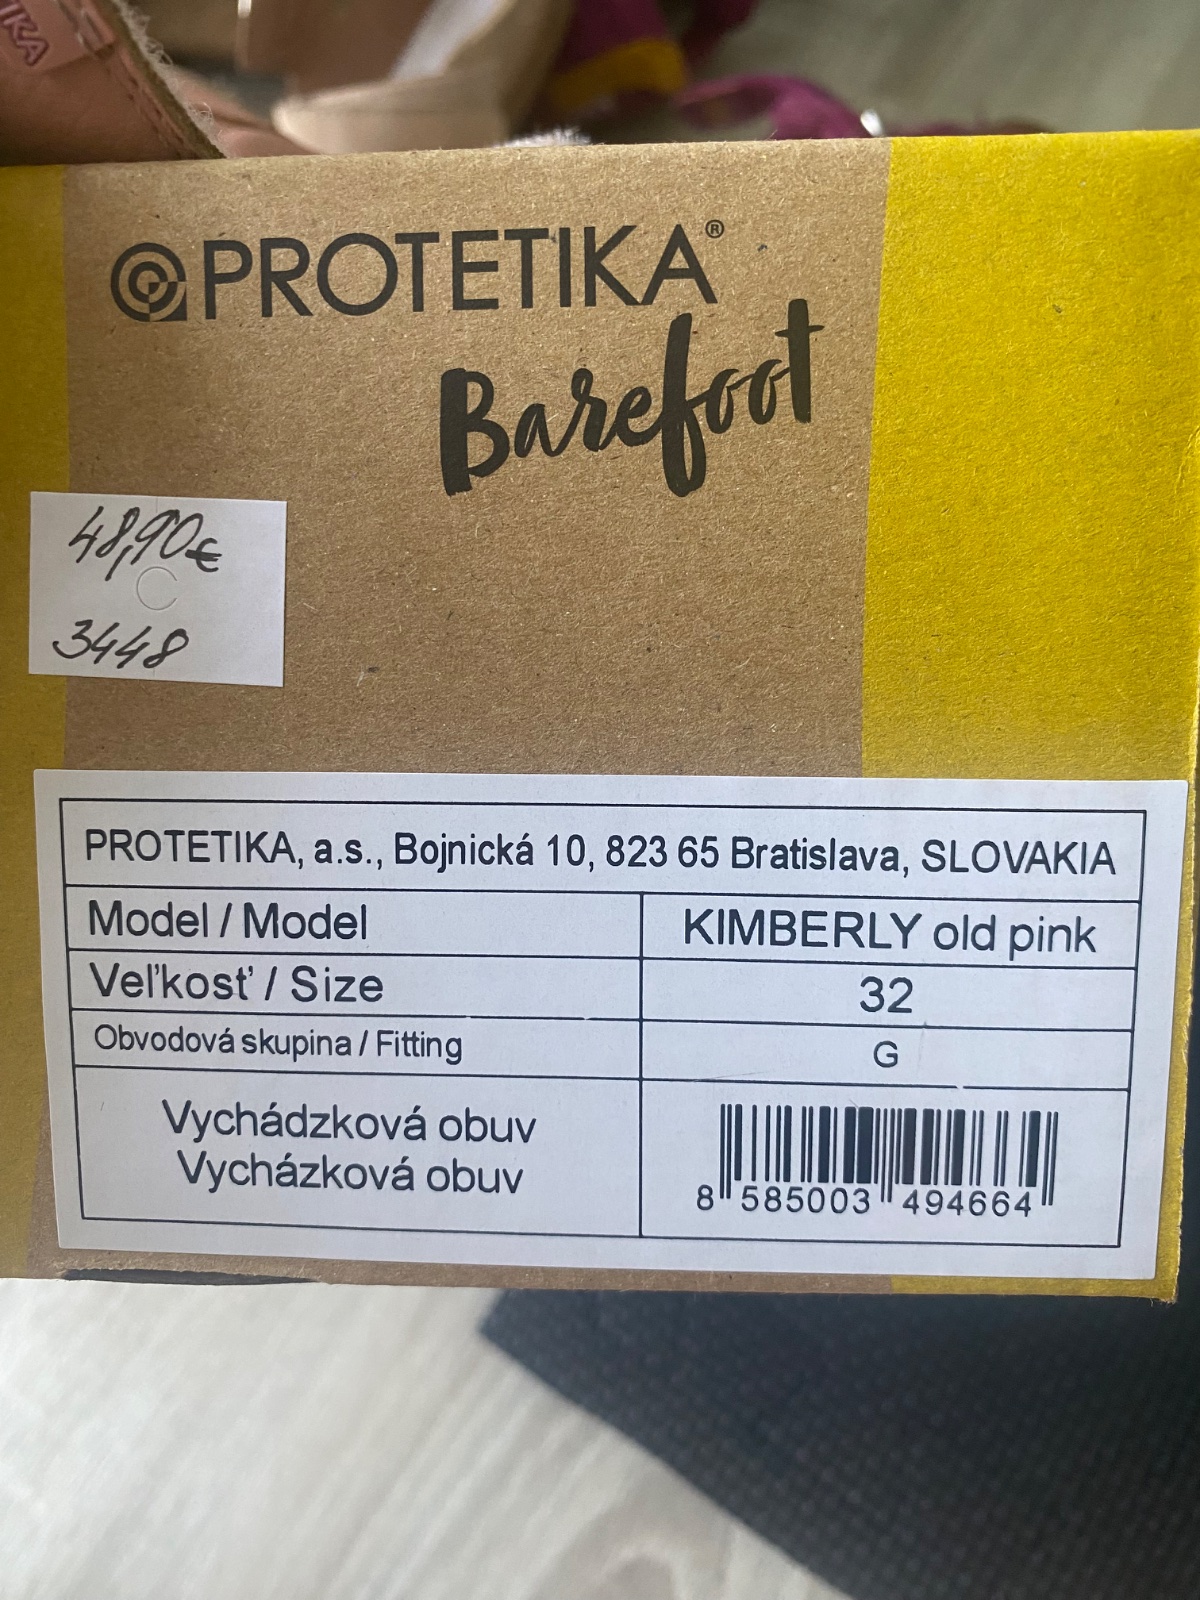 IKA
PROTETIKA®
Barefoot
48,90€
3448
PROTETIKA, a.s., Bojnická 10, 823 65 Bratislava, SLOVAKIA
Model / Model KIMBERLY old pink
Veľkosť / Size 32
Obvodová skupina / Fitting G
Vychádzková obuv
Vycházková obuv
8 585003 494664